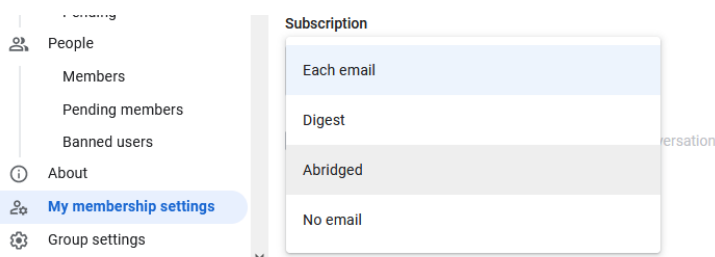 Pending
People
Members
Pending members
Banned users
About
My membership settings
Group settings
Subscription
Each email
Digest
Abridged
No email